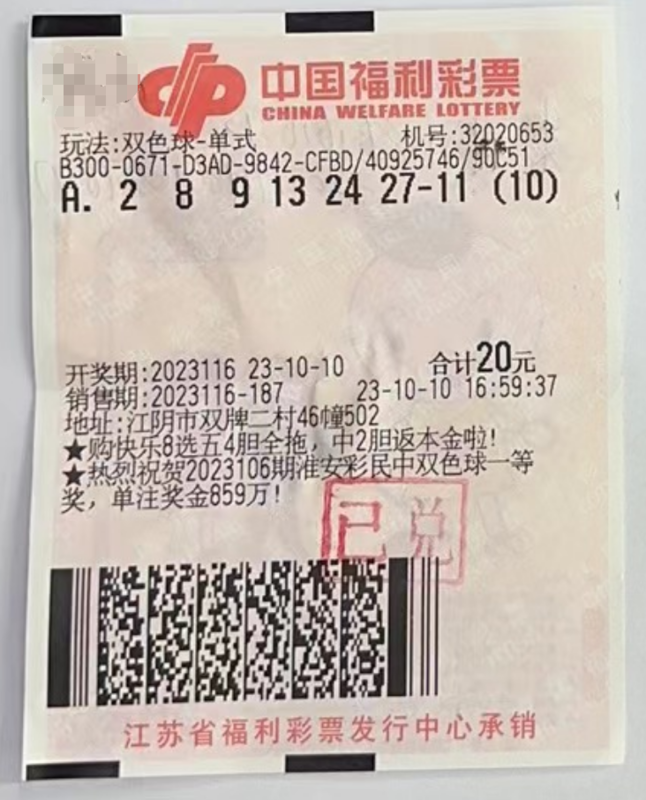 中国福利彩票
CHINA WELFARE LOTTERY
玩法:双色球-单式 机号:32020653
B300-0671-D3AD-9842-CFBD/40925746/90C51
A. 2 8 9 13 24 27-11 (10)
开奖期:2023116 23-10-10 合计20元
销售期:2023116-187 23-10-10 16:59:37
地址:江阴市双牌二村46幢502
★购快乐8选五4胆全拖，中2胆返本金啦!
★热烈祝贺2023106期淮安彩民中双色球一等
奖，单注奖金859万!
已兑
江苏省福利彩票发行中心承销